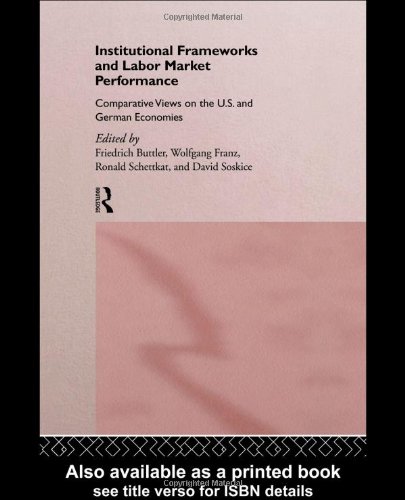 Copyrighted Material
Institutional Frameworks
and Labor Market
Performance
Comparative Views on the U.S. and
German Economies
Edited by
Friedrich Buttler, Wolfgang Franz,
Ronald Schettkat, and David Soskice
ROUTLEDGE
Also available as a printed book
see title verso for ISBN details
Copyrighted Material